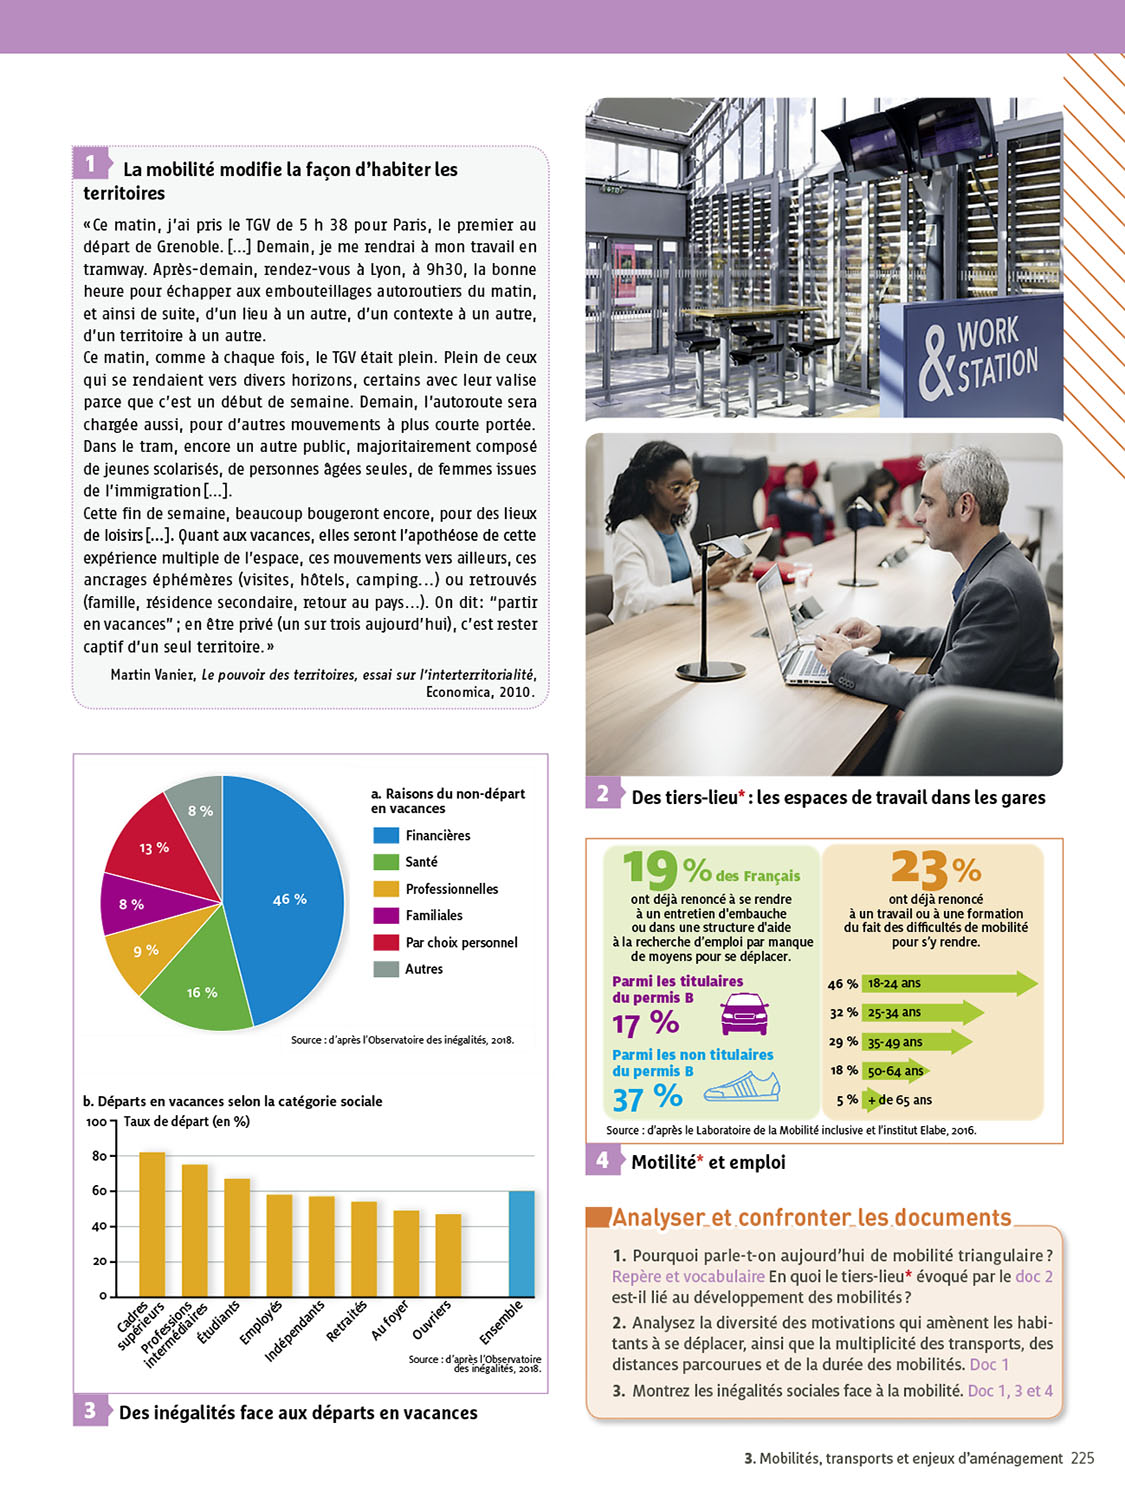 1 La mobilité modifie la façon d'habiter les
territoires
« Ce matin, j'ai pris le TGV de 5 h 38 pour Paris, le premier au
départ de Grenoble. [...] Demain, je me rendrai à mon travail en
tramway. Après-demain, rendez-vous à Lyon, à 9h30, la bonne
heure pour échapper aux embouteillages autoroutiers du matin,
et ainsi de suite, d'un lieu à un autre, d'un contexte à un autre,
d'un territoire à un autre.
Ce matin, comme à chaque fois, le TGV était plein. Plein de ceux
qui se rendaient vers divers horizons, certains avec leur valise
parce que c'est un début de semaine. Demain, l'autoroute sera
chargée aussi, pour d'autres mouvements à plus courte portée.
Dans le tram, encore un autre public, majoritairement composé
de jeunes scolarisés, de personnes âgées seules, de femmes issues
de l'immigration [...].
Cette fin de semaine, beaucoup bougeront encore, pour des lieux
de loisirs [...]. Quant aux vacances, elles seront l'apothéose de cette
expérience multiple de l'espace, ces mouvements vers ailleurs, ces
ancrages éphémères (visites, hôtels, camping...) ou retrouvés
(famille, résidence secondaire, retour au pays...). On dit : "partir
en vacances" ; en être privé (un sur trois aujourd'hui), c'est rester
captif d'un seul territoire. »
Martin Vanier, Le pouvoir des territoires, essai sur l'interterritorialité,
Economica, 2010.
& WORK
STATION
2 Des tiers-lieu* : les espaces de travail dans les gares
a. Raisons du non-départ
en vacances
Financières
Santé
Professionnelles
Familiales
Par choix personnel
Autres
8 %
13 %
8 %
9 %
16 %
46 %
Source : d'après l'Observatoire des inégalités, 2018.
b. Départs en vacances selon la catégorie sociale
Taux de départ (en %)
100
80
60
40
20
0
Cadres
supérieurs
Professions
intermédiaires
Étudiants
Employés
Indépendants
Retraités
Au foyer
Ouvriers
Ensemble
Source : d'après l'Observatoire
des inégalités, 2018.
3 Des inégalités face aux départs en vacances
19 % des Français
ont déjà renoncé à se rendre
à un entretien d'embauche
ou dans une structure d'aide
à la recherche d'emploi par manque
de moyens pour se déplacer.
Parmi les titulaires
du permis B
17 %
Parmi les non titulaires
du permis B
37 %
23 %
ont déjà renoncé
à un travail ou à une formation
du fait des difficultés de mobilité
pour s'y rendre.
46 % 18-24 ans
32 % 25-34 ans
29 % 35-49 ans
18 % 50-64 ans
5 % + de 65 ans
Source : d'après le Laboratoire de la Mobilité inclusive et l'institut Elabe, 2016.
4 Motilité* et emploi
Analyser et confronter les documents
1. Pourquoi parle-t-on aujourd'hui de mobilité triangulaire ?
Repère et vocabulaire En quoi le tiers-lieu* évoqué par le doc 2
est-il lié au développement des mobilités ?
2. Analysez la diversité des motivations qui amènent les habi-
tants à se déplacer, ainsi que la multiplicité des transports, des
distances parcourues et de la durée des mobilités. Doc 1
3. Montrez les inégalités sociales face à la mobilité. Doc 1, 3 et 4
3. Mobilités, transports et enjeux d'aménagement 225